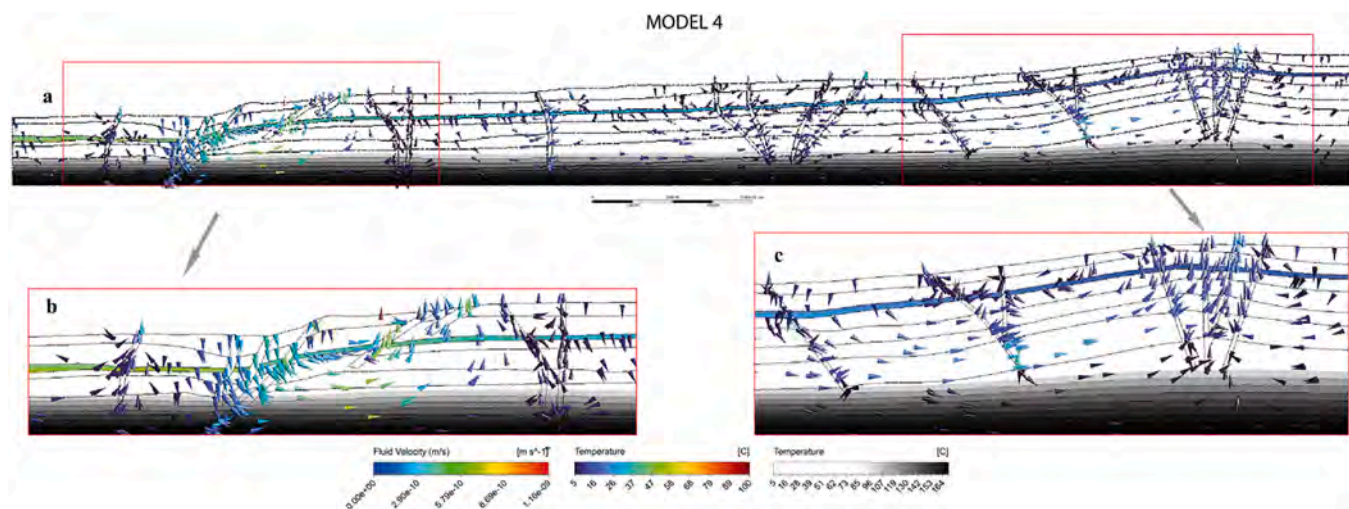 MODEL 4
a
b
c
Fluid Velocity (m/s) [m s^-1]
0.00e+00 2.90e-10 5.79e-10 8.69e-10 1.16e-09
Temperature [C]
5 16 26 37 47 58 68 79 89 100
Temperature [C]
5 16 28 39 51 62 73 85 96 107 119 130 142 153 164